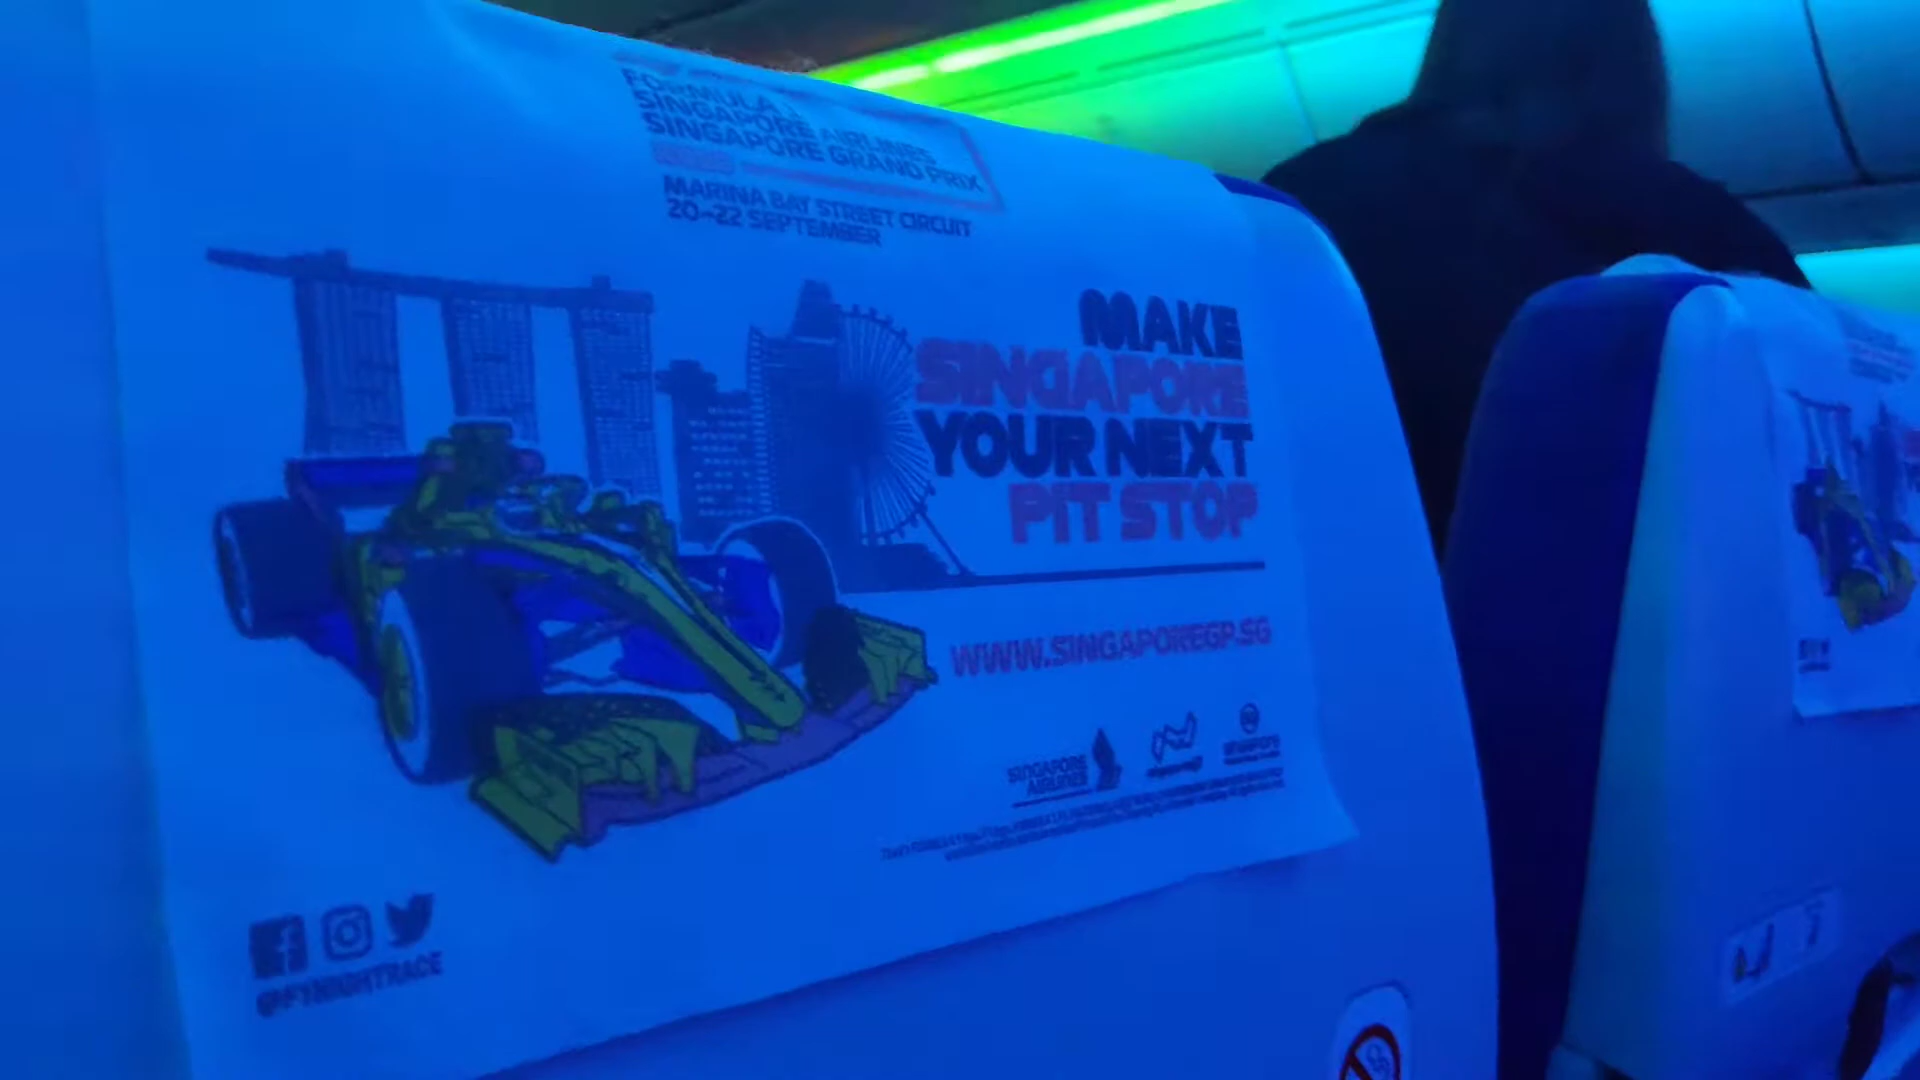 FORMULA 1
SINGAPORE AIRLINES
SINGAPORE GRAND PRIX
MARINA BAY STREET CIRCUIT
20-22 SEPTEMBER
MAKE
SINGAPORE
YOUR NEXT
PIT STOP
WWW.SINGAPOREGP.SG
SINGAPORE
AIRLINES
@F1NIGHTRACE